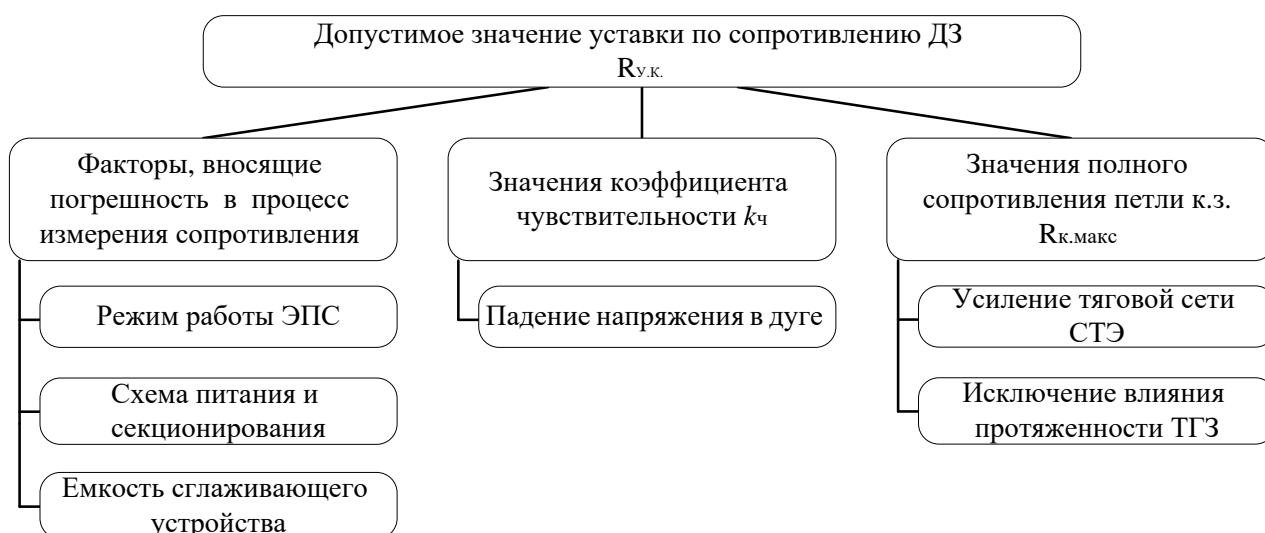 Допустимое значение уставки по сопротивлению ДЗ
Rу.к.
Факторы, вносящие
погрешность в процесс
измерения сопротивления
Режим работы ЭПС
Схема питания и
секционирования
Емкость сглаживающего
устройства
Значения коэффициента
чувствительности kч
Падение напряжения в дуге
Значения полного
сопротивления петли к.з.
Rк.макс
Усиление тяговой сети
СТЭ
Исключение влияния
протяженности ТГЗ